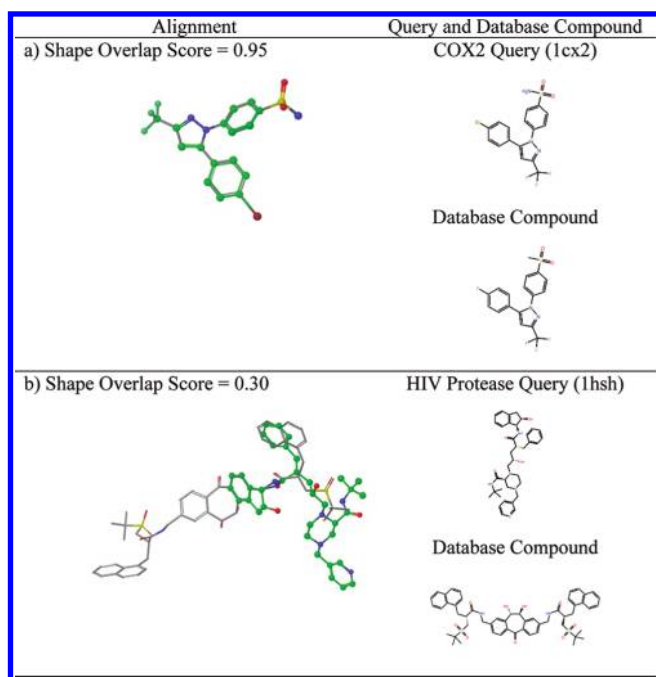 Alignment
Query and Database Compound
a) Shape Overlap Score = 0.95
COX2 Query (1cx2)
Database Compound
b) Shape Overlap Score = 0.30
HIV Protease Query (1hsh)
Database Compound